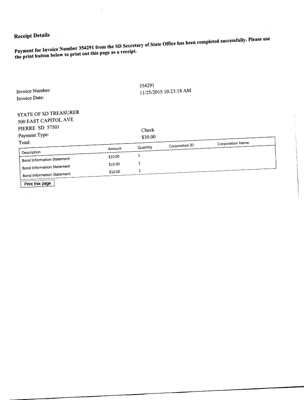 Receipt Details
Payment for Invoice Number 354291 from the SD Secretary of State Office has been completed successfully. Please use
the print button below to print out this page as a receipt.
Invoice Number: 354291
Invoice Date: 11/25/2015 10:23:18 AM
STATE OF SD TREASURER
500 EAST CAPITOL AVE
PIERRE SD 57501
Payment Type: Check
Total: $30.00
Description Amount Quantity Corporation ID Corporation Name
Bond Information Statement $10.00 1
Bond Information Statement $10.00 1
Bond Information Statement $10.00 1
Print this page